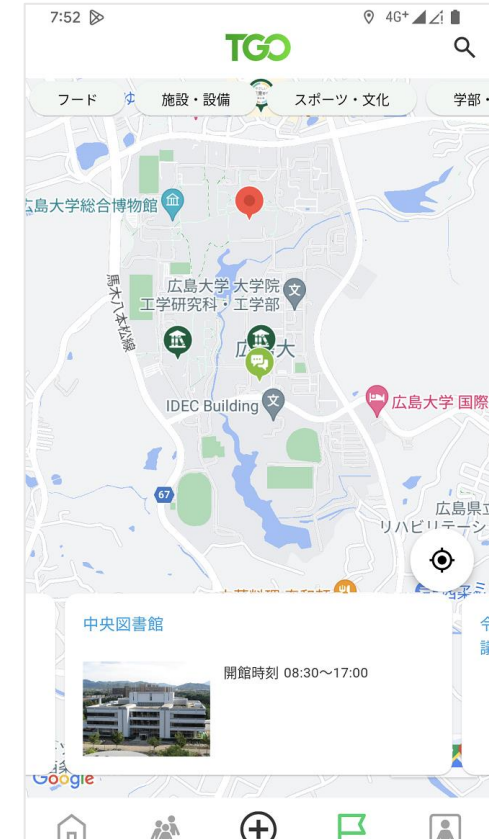 7:52
4G+
TGO
フード
施設・設備
スポーツ・文化
学部・
広島大学総合博物館
広島大学 大学院
工学研究科・工学部
馬木八本松線
IDEC Building
広島大学 国際
67
広島県立
リハビリテーシ
中央図書館
開館時刻 08:30〜17:00
Google